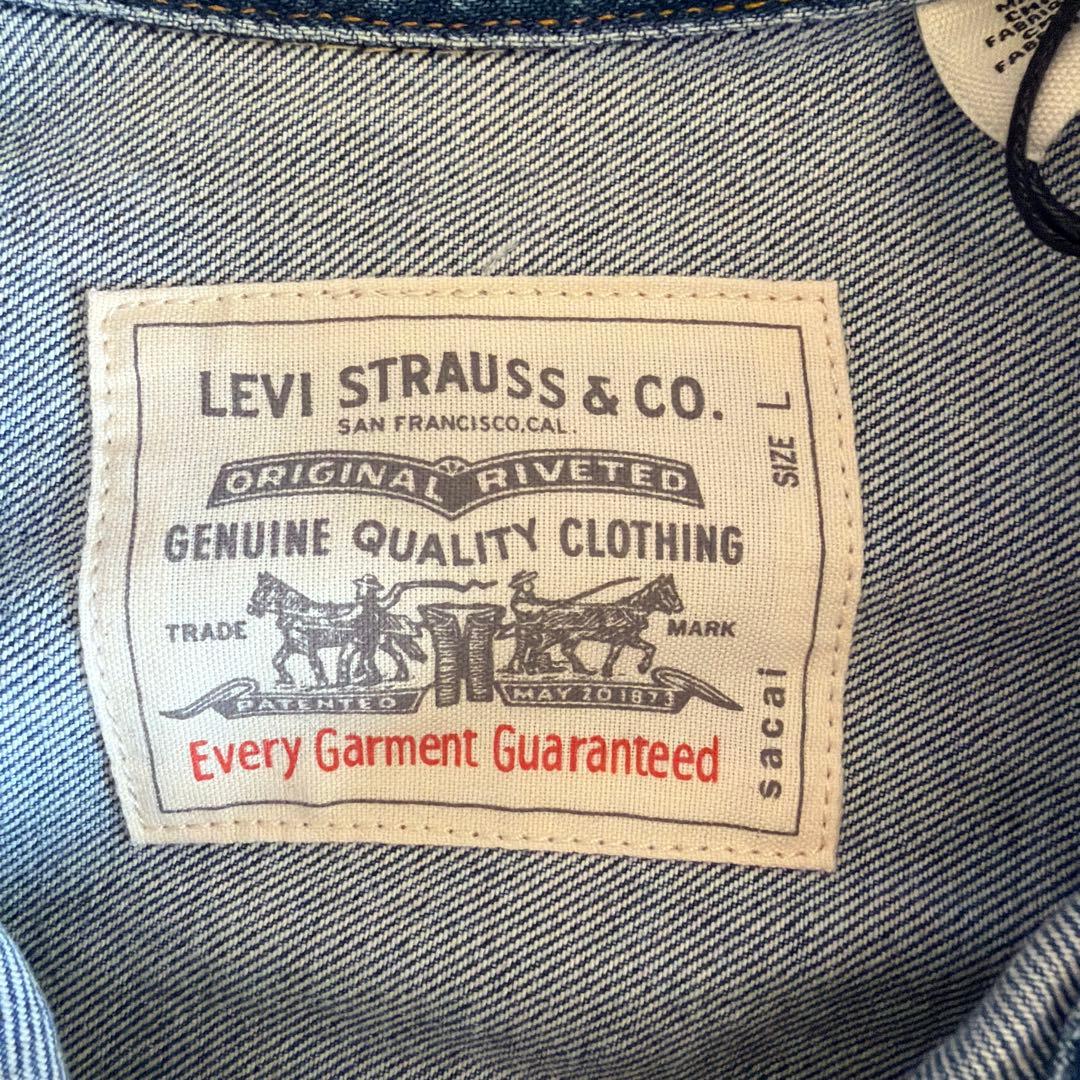 LEVI STRAUSS & CO.
SAN FRANCISCO, CAL.
ORIGINAL RIVETED
GENUINE QUALITY CLOTHING
TRADE MARK
PATENTED MAY 20 1873
Every Garment Guaranteed
SIZE L
sacai